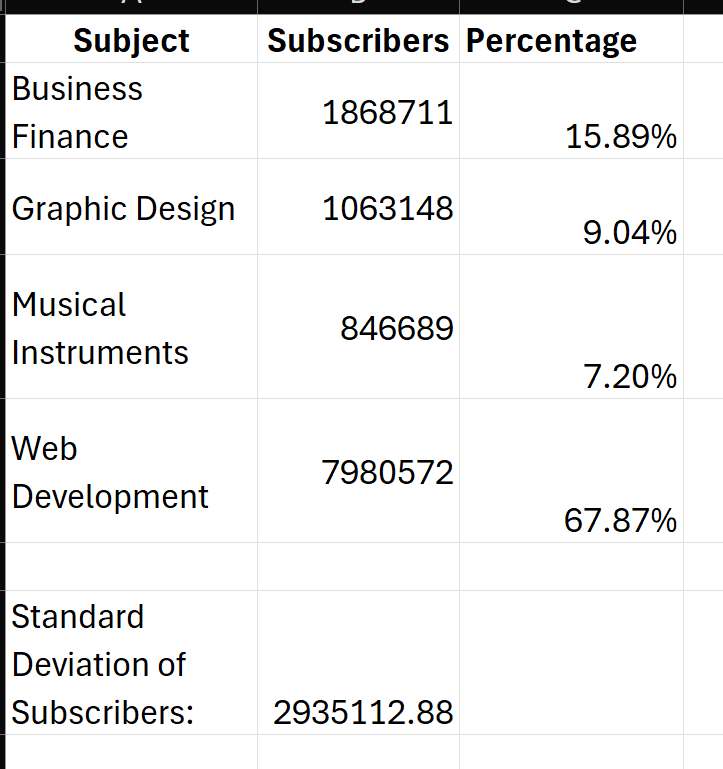 Subject Subscribers Percentage
Business
Finance 1868711 15.89%
Graphic Design 1063148 9.04%
Musical
Instruments 846689 7.20%
Web
Development 7980572 67.87%
Standard
Deviation of
Subscribers: 2935112.88